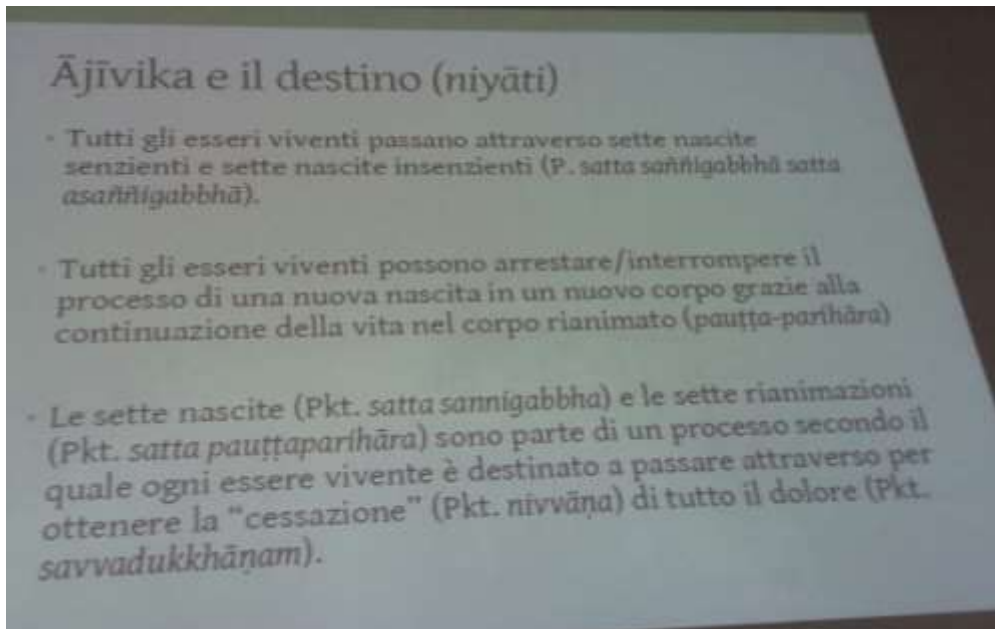 Ājīvika e il destino (niyāti)
• Tutti gli esseri viventi passano attraverso sette nascite
senzienti e sette nascite insenzienti (P. satta saññigabbhā satta
asaññigabbhā).
• Tutti gli esseri viventi possono arrestare/interrompere il
processo di una nuova nascita in un nuovo corpo grazie alla
continuazione della vita nel corpo rianimato (pauṭṭa-parihāra)
• Le sette nascite (Pkt. satta sannigabbha) e le sette rianimazioni
(Pkt. satta pauṭṭaparihāra) sono parte di un processo secondo il
quale ogni essere vivente è destinato a passare attraverso per
ottenere la “cessazione” (Pkt. nivvāṇa) di tutto il dolore (Pkt.
savvadukkhāṇam).